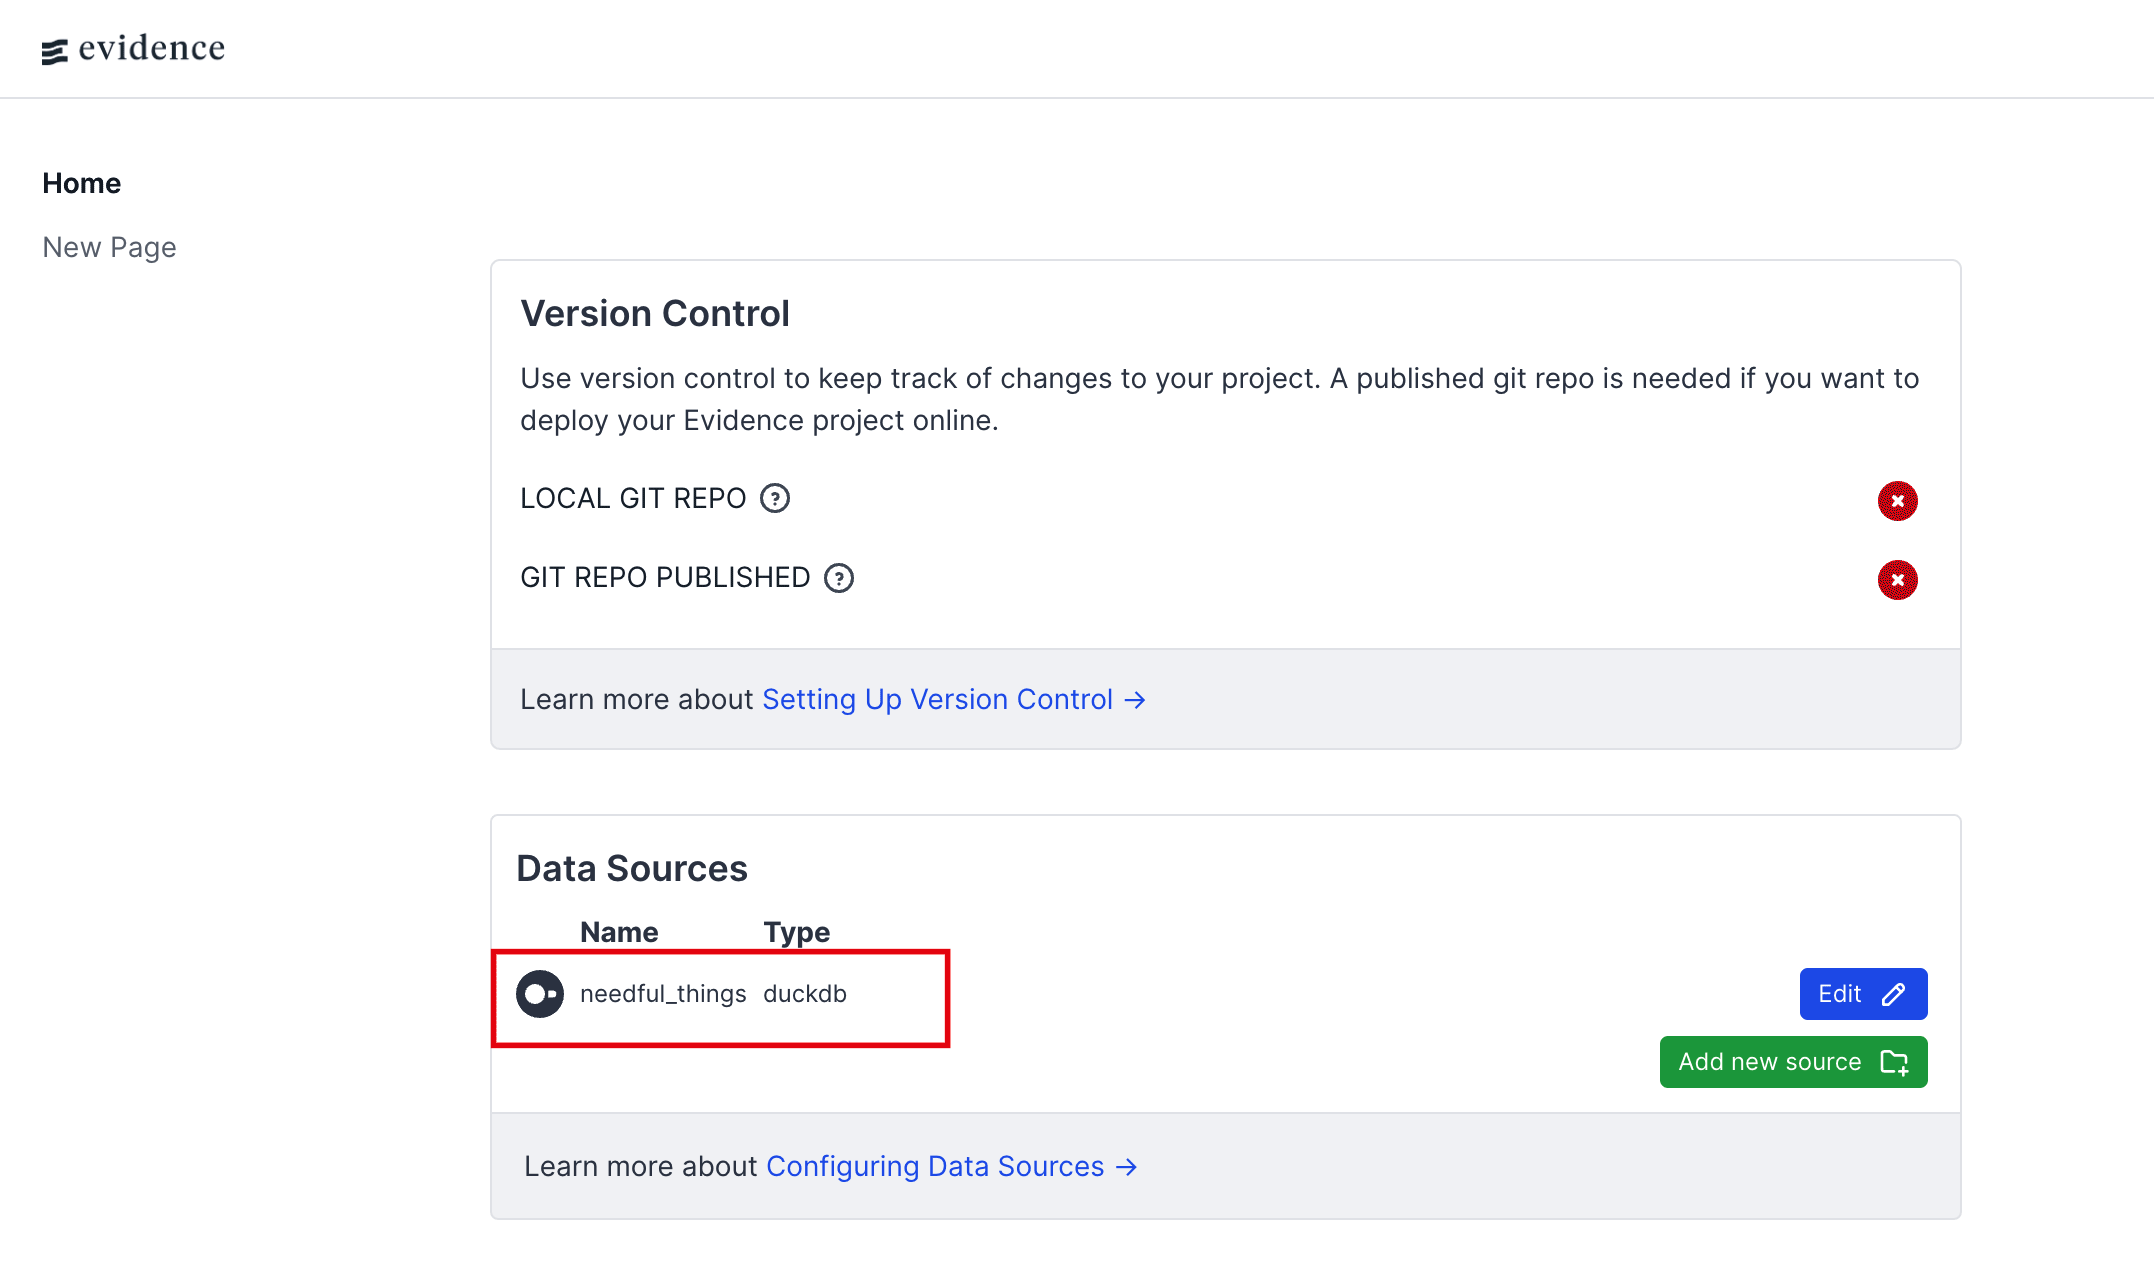 evidence
Home
New Page
Version Control
Use version control to keep track of changes to your project. A published git repo is needed if you want to
deploy your Evidence project online.
LOCAL GIT REPO ?
GIT REPO PUBLISHED ?
Learn more about Setting Up Version Control →
Data Sources
Name Type
needful_things duckdb
Edit
Add new source
Learn more about Configuring Data Sources →